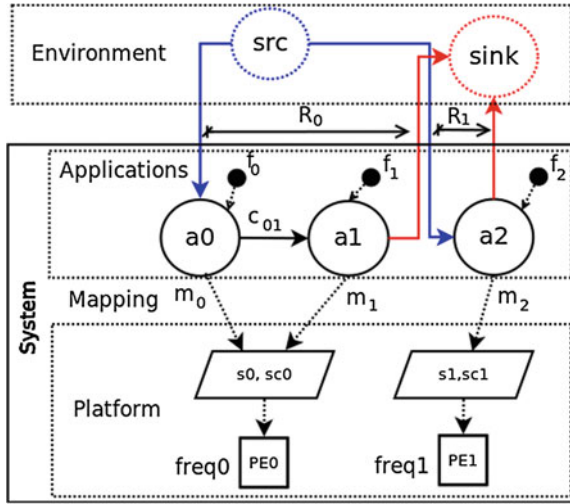 Environment
src
sink
R0
R1
System
Applications
f0
f1
f2
a0
c01
a1
a2
Mapping
m0
m1
m2
Platform
s0, sc0
s1,sc1
freq0
PE0
freq1
PE1